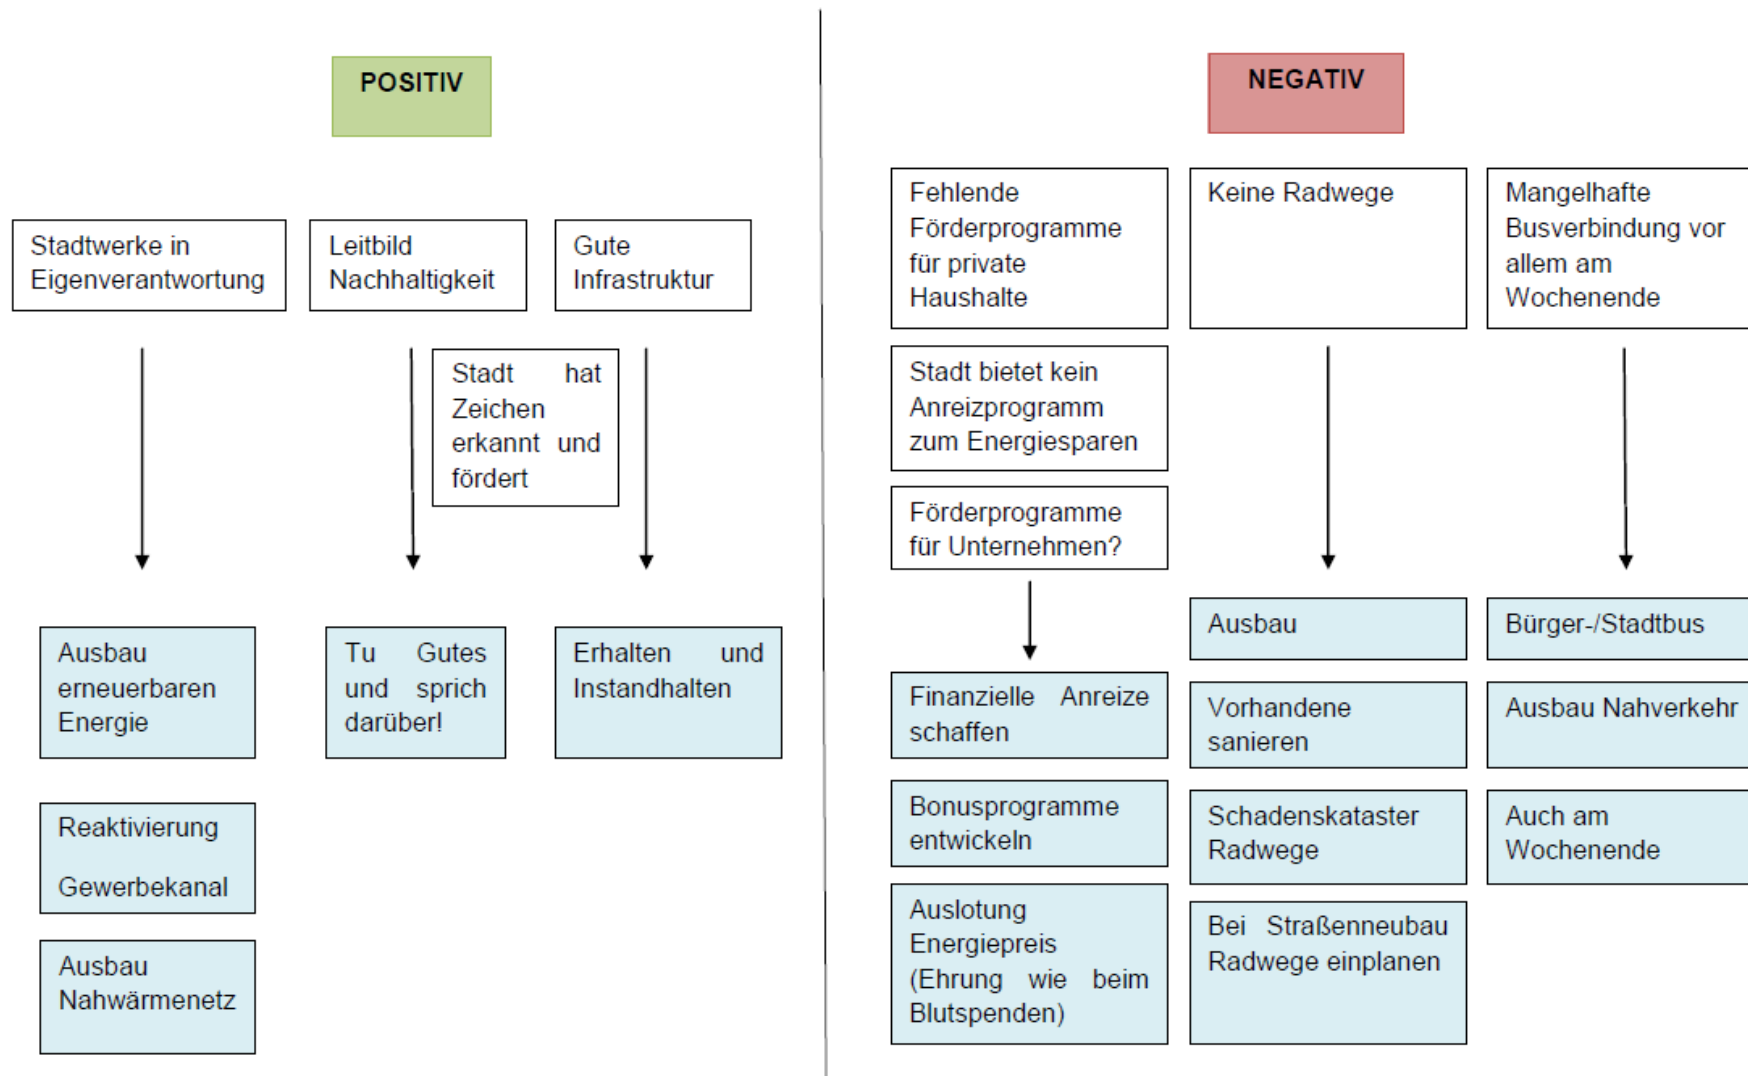 POSITIV
Stadtwerke in
Eigenverantwortung
Leitbild
Nachhaltigkeit
Gute
Infrastruktur
Stadt hat
Zeichen
erkannt und
fördert
Ausbau
erneuerbaren
Energie
Tu Gutes
und sprich
darüber!
Erhalten und
Instandhalten
Reaktivierung
Gewerbekanal
Ausbau
Nahwärmenetz
NEGATIV
Fehlende
Förderprogramme
für private
Haushalte
Keine Radwege
Mangelhafte
Busverbindung vor
allem am
Wochenende
Stadt bietet kein
Anreizprogramm
zum Energiesparen
Förderprogramme
für Unternehmen?
Finanzielle Anreize
schaffen
Bonusprogramme
entwickeln
Auslotung
Energiepreis
(Ehrung wie beim
Blutspenden)
Ausbau
Vorhandene
sanieren
Schadenskataster
Radwege
Bei Straßenneubau
Radwege einplanen
Bürger-/Stadtbus
Ausbau Nahverkehr
Auch am
Wochenende